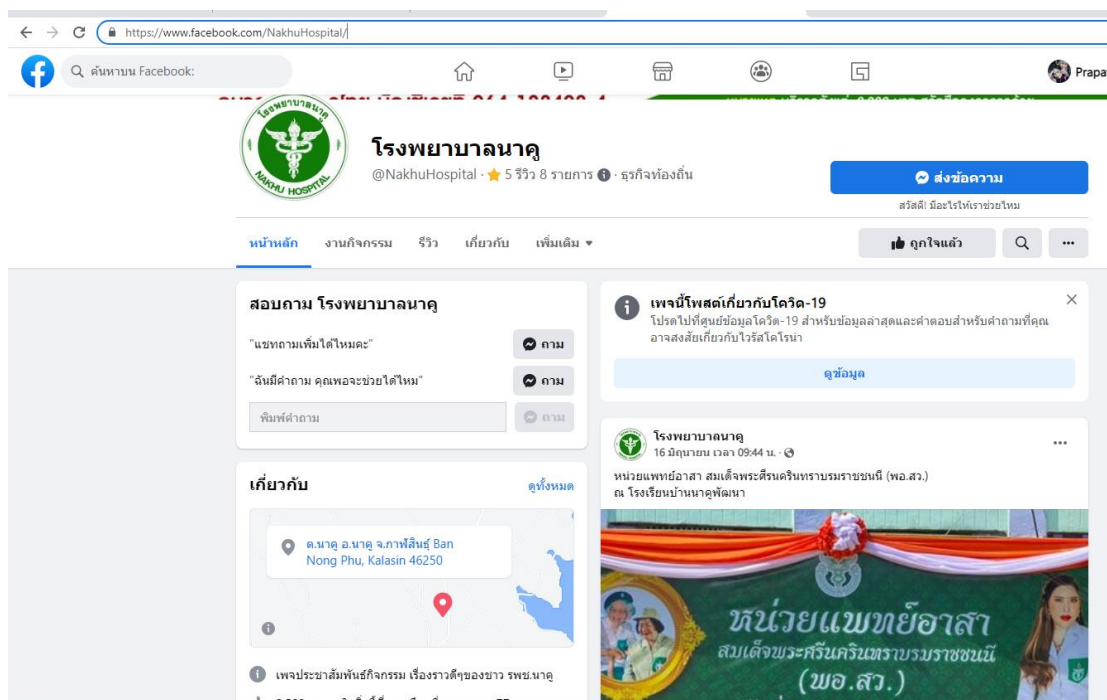 https://www.facebook.com/NakhuHospital/
ค้นหาบน Facebook:
Prapa
โรงพยาบาลนาคู
NAKHU HOSPITAL
โรงพยาบาลนาคู
@NakhuHospital · 5 รีวิว 8 รายการ · ธุรกิจท้องถิ่น
ส่งข้อความ
สวัสดี! มีอะไรให้เราช่วยไหม
หน้าหลัก งานกิจกรรม รีวิว เกี่ยวกับ เพิ่มเติม
ถูกใจแล้ว
สอบถาม โรงพยาบาลนาคู
"แชทถามเพิ่มได้ไหมคะ" ถาม
"ฉันมีคำถาม คุณพอจะช่วยได้ไหม" ถาม
พิมพ์คำถาม ถาม
เกี่ยวกับ ดูทั้งหมด
ต.นาคู อ.นาคู จ.กาฬสินธุ์ Ban
Nong Phu, Kalasin 46250
เพจประชาสัมพันธ์กิจกรรม เรื่องราวดีๆของชาว รพช.นาคู
เพจนี้โพสต์เกี่ยวกับโควิด-19
โปรดไปที่ศูนย์ข้อมูลโควิด-19 สำหรับข้อมูลล่าสุดและคำตอบสำหรับคำถามที่คุณ
อาจสงสัยเกี่ยวกับไวรัสโคโรน่า
ดูข้อมูล
โรงพยาบาลนาคู
16 มิถุนายน เวลา 09:44 น. ·
หน่วยแพทย์อาสา สมเด็จพระศรีนครินทราบรมราชชนนี (พอ.สว.)
ณ โรงเรียนบ้านนาคูพัฒนา
หน่วยแพทย์อาสา
สมเด็จพระศรีนครินทราบรมราชชนนี
(พอ.สว.)